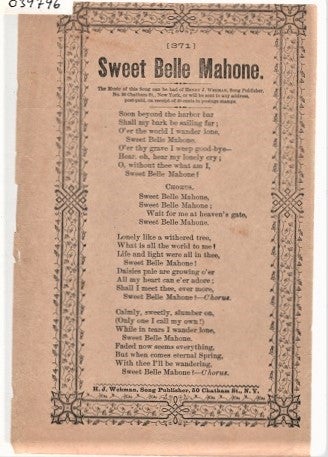 039796
[371]
Sweet Belle Mahone.
The Music of this Song can be had of HENRY J. WEHMAN, Song Publisher,
No. 50 Chatham St., New York, or will be sent to any address,
post-paid, on receipt of 40 cents in postage stamps.
Soon beyond the harbor bar
Shall my bark be sailing far;
O'er the world I wander lone,
Sweet Belle Mahone.
O'er thy grave I weep good-bye—
Hear, oh, hear my lonely cry;
O, without thee what am I,
Sweet Belle Mahone!
CHORUS.
Sweet Belle Mahone,
Sweet Belle Mahone;
Wait for me at heaven's gate,
Sweet Belle Mahone.
Lonely like a withered tree,
What is all the world to me!
Life and light were all in thee,
Sweet Belle Mahone!
Daisies pale are growing o'er
All my heart can e'er adore;
Shall I meet thee, ever more,
Sweet Belle Mahone!—Chorus.
Calmly, sweetly, slumber on,
(Only one I call my own!)
While in tears I wander lone,
Sweet Belle Mahone.
Faded now seems everything,
But when comes eternal Spring,
With thee I'll be wandering,
Sweet Belle Mahone!—Chorus.
H. J. Wehman, Song Publisher, 50 Chatham St., N. Y.